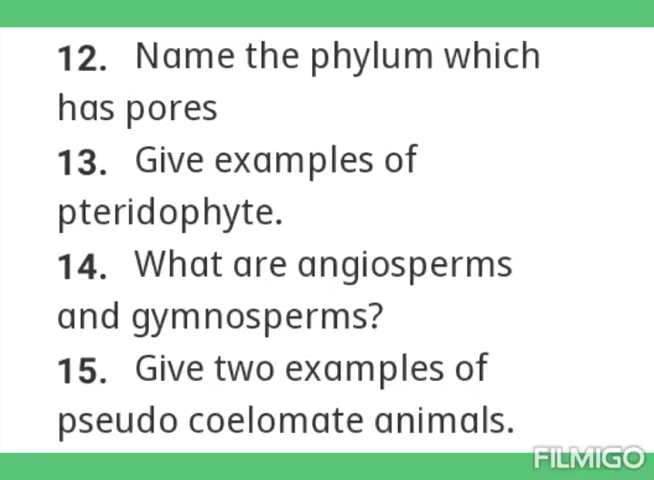 12. Name the phylum which
has pores
13. Give examples of
pteridophyte.
14. What are angiosperms
and gymnosperms?
15. Give two examples of
pseudo coelomate animals.
FILMIGO